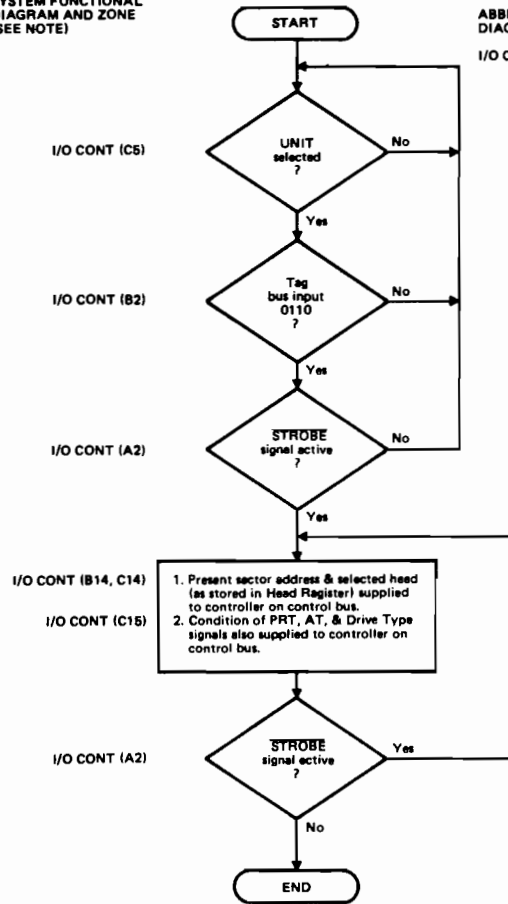 YSTEM FUNCTIONAL
DIAGRAM AND ZONE
SEE NOTE)
ABB
DIAG
I/O C
START
I/O CONT (C5)
UNIT
selected
?
No
Yes
I/O CONT (B2)
Tag
bus input
0110
?
No
Yes
I/O CONT (A2)
STROBE
signal active
?
No
Yes
I/O CONT (B14, C14)
1. Present sector address & selected head
(as stored in Head Register) supplied
to controller on control bus.
I/O CONT (C15)
2. Condition of PRT, AT, & Drive Type
signals also supplied to controller on
control bus.
I/O CONT (A2)
STROBE
signal active
?
Yes
No
END